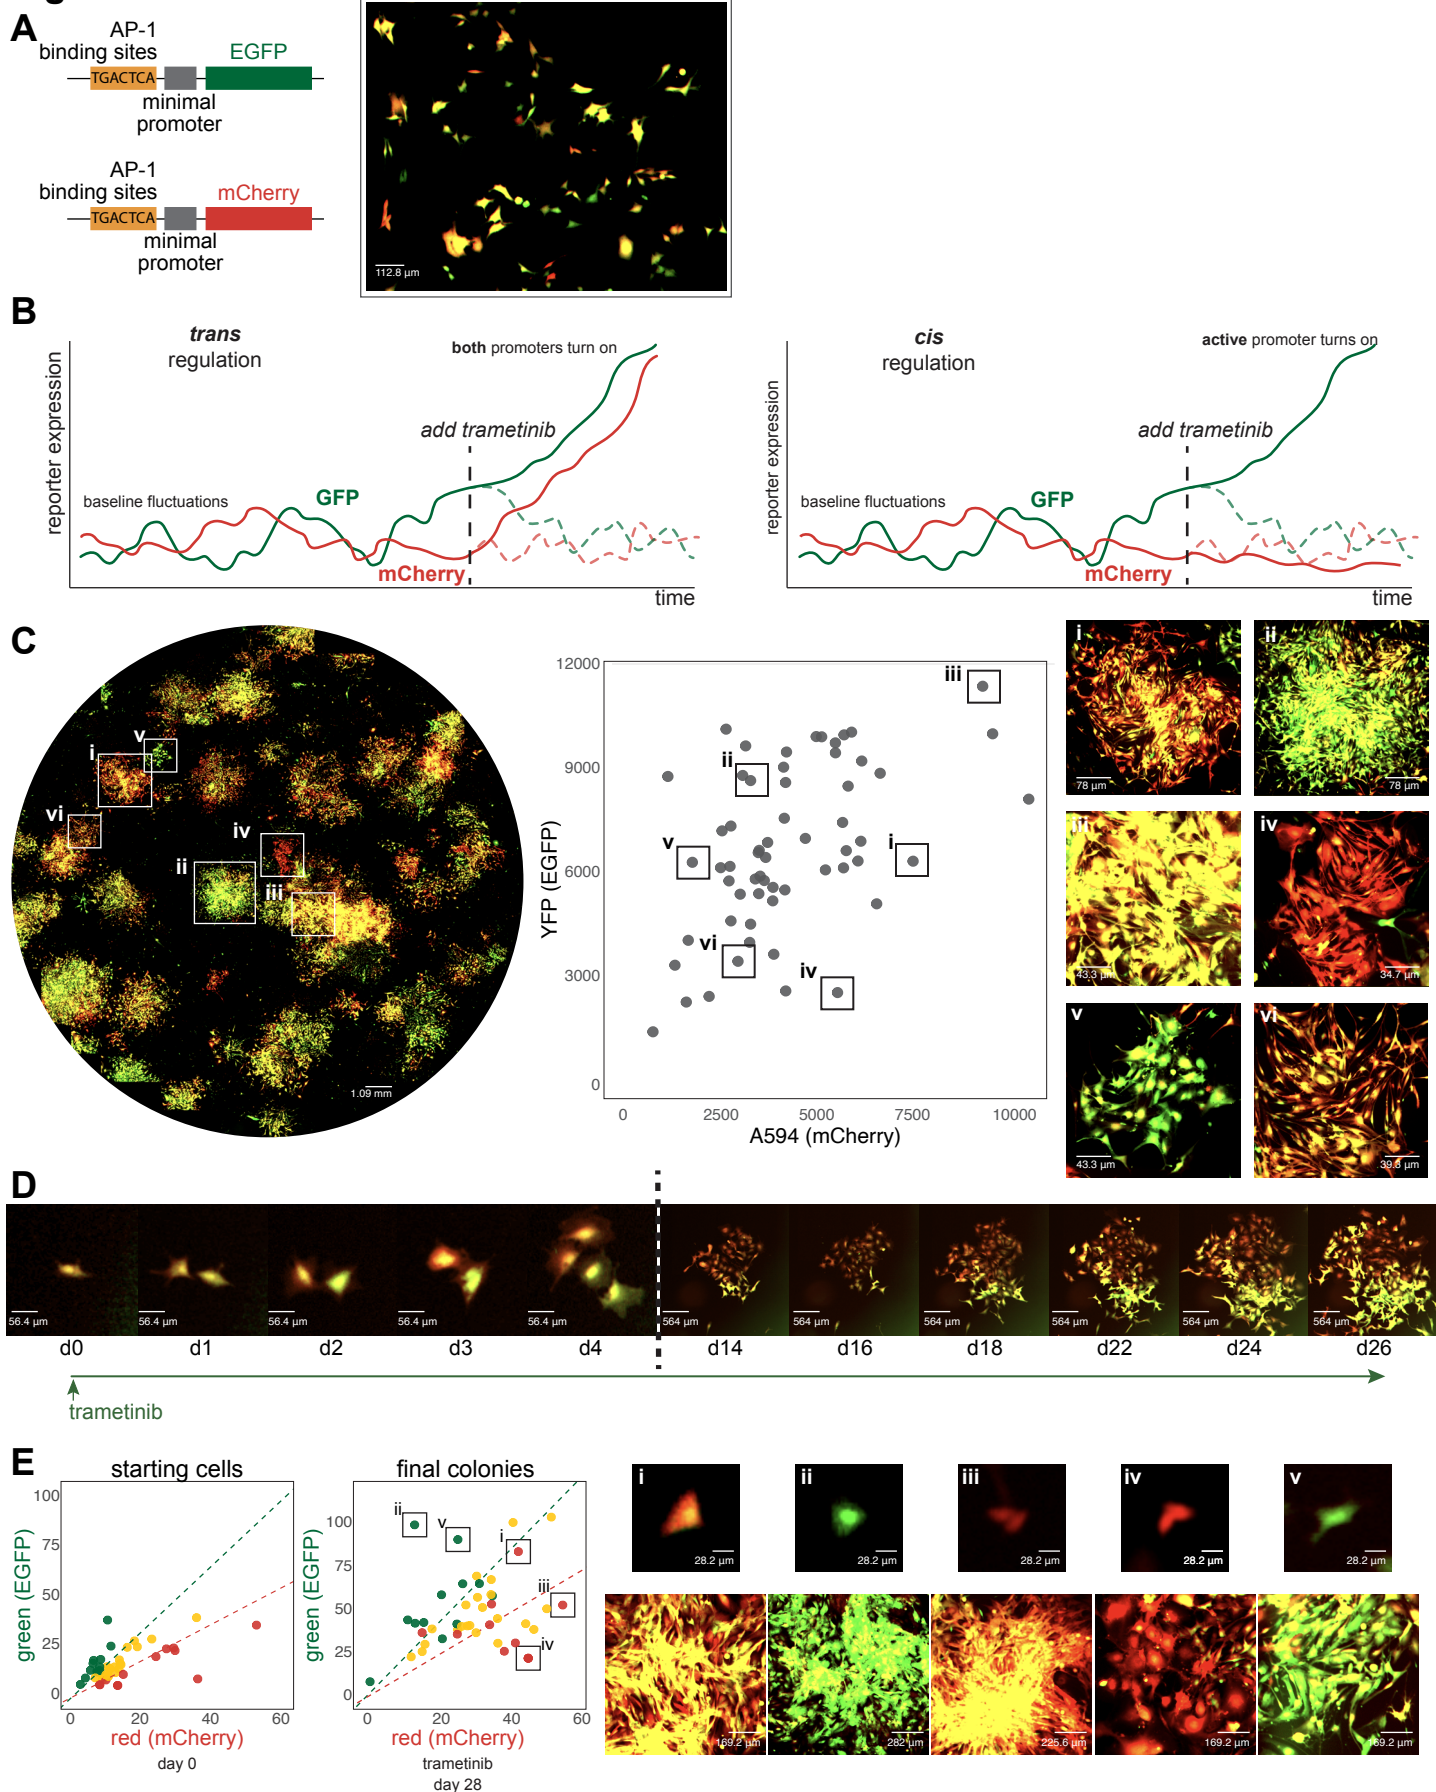 A
AP-1
binding sites
EGFP
TGACTCA
minimal
promoter
AP-1
binding sites
mCherry
TGACTCA
minimal
promoter
112.8 µm
B
reporter expression
trans
regulation
both promoters turn on
add trametinib
baseline fluctuations
GFP
mCherry
time
reporter expression
cis
regulation
active promoter turns on
add trametinib
baseline fluctuations
GFP
mCherry
time
C
i
v
vi
iv
ii
iii
1.09 mm
YFP (EGFP)
12000
9000
6000
3000
0
iii
ii
v
i
vi
iv
0
2500
5000
7500
10000
A594 (mCherry)
i
78 µm
ii
78 µm
iii
43.3 µm
iv
34.7 µm
v
43.3 µm
vi
39.3 µm
D
56.4 µm
56.4 µm
56.4 µm
56.4 µm
56.4 µm
564 µm
564 µm
564 µm
564 µm
564 µm
564 µm
d0
d1
d2
d3
d4
d14
d16
d18
d22
d24
d26
trametinib
E
starting cells
green (EGFP)
100
75
50
25
0
0
20
40
60
red (mCherry)
day 0
final colonies
green (EGFP)
100
75
50
25
0
ii
v
i
iii
iv
0
20
40
60
red (mCherry)
trametinib
day 28
i
28.2 µm
ii
28.2 µm
iii
28.2 µm
iv
28.2 µm
v
28.2 µm
169.2 µm
282 µm
225.6 µm
169.2 µm
169.2 µm